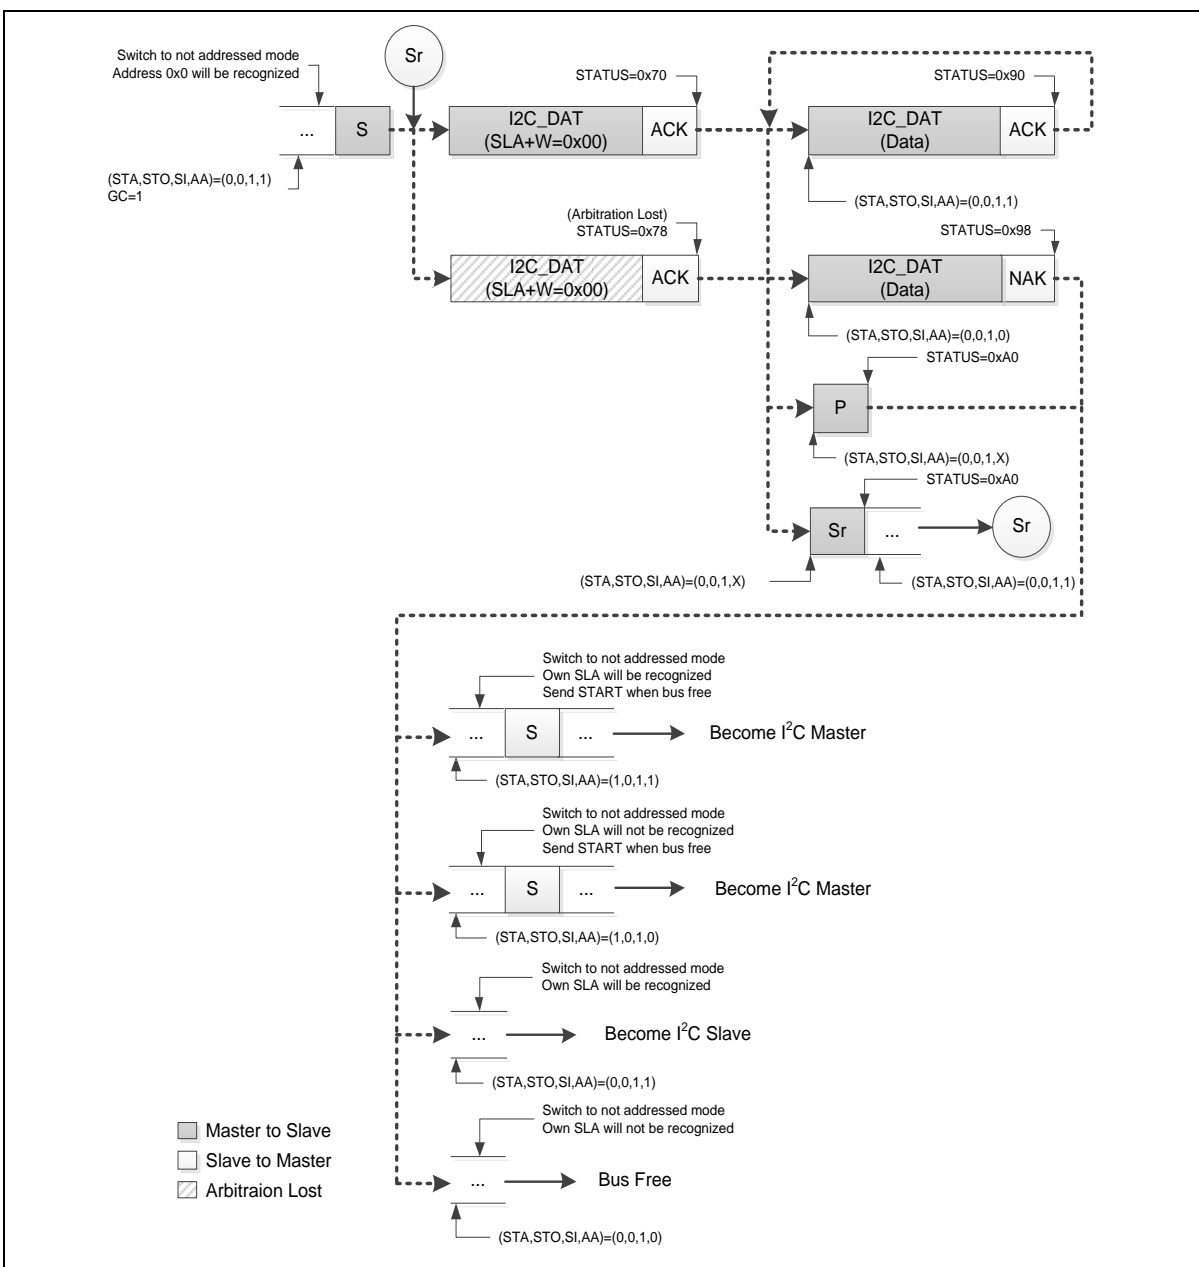 Switch to not addressed mode
Address 0x0 will be recognized
Sr
STATUS=0x70
STATUS=0x90
...
S
I2C_DAT
(SLA+W=0x00)
ACK
I2C_DAT
(Data)
ACK
(STA,STO,SI,AA)=(0,0,1,1)
GC=1
(STA,STO,SI,AA)=(0,0,1,1)
(Arbitration Lost)
STATUS=0x78
STATUS=0x98
I2C_DAT
(SLA+W=0x00)
ACK
I2C_DAT
(Data)
NAK
(STA,STO,SI,AA)=(0,0,1,0)
STATUS=0xA0
P
(STA,STO,SI,AA)=(0,0,1,X)
STATUS=0xA0
Sr
...
Sr
(STA,STO,SI,AA)=(0,0,1,X)
(STA,STO,SI,AA)=(0,0,1,1)
Switch to not addressed mode
Own SLA will be recognized
Send START when bus free
...
S
...
Become I²C Master
(STA,STO,SI,AA)=(1,0,1,1)
Switch to not addressed mode
Own SLA will not be recognized
Send START when bus free
...
S
...
Become I²C Master
(STA,STO,SI,AA)=(1,0,1,0)
Switch to not addressed mode
Own SLA will be recognized
...
Become I²C Slave
(STA,STO,SI,AA)=(0,0,1,1)
Switch to not addressed mode
Own SLA will not be recognized
...
Bus Free
(STA,STO,SI,AA)=(0,0,1,0)
Master to Slave
Slave to Master
Arbitraion Lost